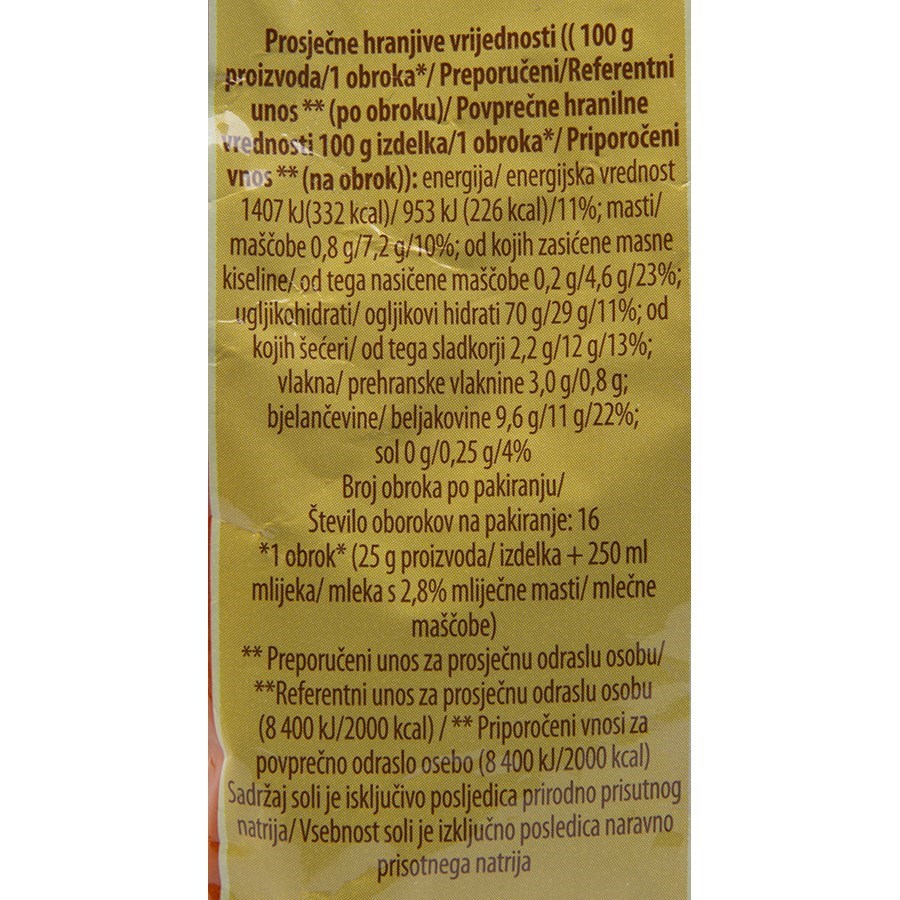 Prosječne hranjive vrijednosti (( 100 g
proizvoda/1 obroka*/ Preporučeni/Referentni
unos ** (po obroku)/ Povprečne hranilne
vrednosti 100 g izdelka/1 obroka*/ Priporočeni
vnos ** (na obrok)): energija/ energijska vrednost
1407 kJ(332 kcal)/ 953 kJ (226 kcal)/11%; masti/
maščobe 0,8 g/7,2 g/10%; od kojih zasićene masne
kiseline/ od tega nasičene maščobe 0,2 g/4,6 g/23%;
ugljikohidrati/ ogljikovi hidrati 70 g/29 g/11%; od
kojih šećeri/ od tega sladkorji 2,2 g/12 g/13%;
vlakna/ prehranske vlaknine 3,0 g/0,8 g;
bjelančevine/ beljakovine 9,6 g/11 g/22%;
sol 0 g/0,25 g/4%
Broj obroka po pakiranju/
Število oborokov na pakiranje: 16
*1 obrok* (25 g proizvoda/ izdelka + 250 ml
mlijeka/ mleka s 2,8% mliječne masti/ mlečne
maščobe)
** Preporučeni unos za prosječnu odraslu osobu/
**Referentni unos za prosječnu odraslu osobu
(8 400 kJ/2000 kcal) / ** Priporočeni vnosi za
povprečno odraslo osebo (8 400 kJ/2000 kcal)
Sadržaj soli je isključivo posljedica prirodno prisutnog
natrija/ Vsebnost soli je izključno posledica naravno
prisotnega natrija